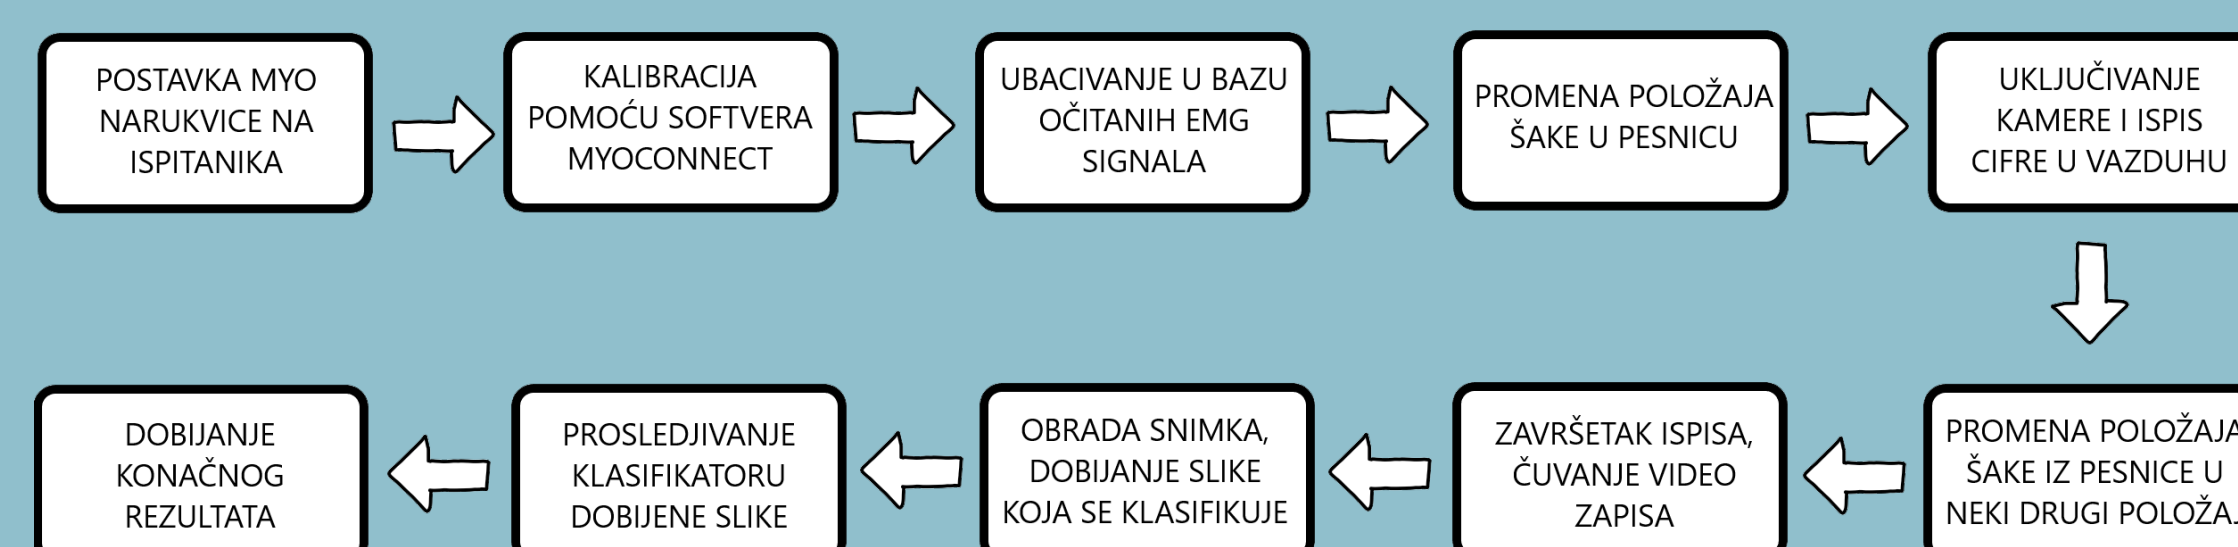 POSTAVKA MYO
NARUKVICE NA
ISPITANIKA
KALIBRACIJA
POMOĆU SOFTVERA
MYOCONNECT
UBACIVANJE U BAZU
OČITANIH EMG
SIGNALA
PROMENA POLOŽAJA
ŠAKE U PESNICU
UKLJUČIVANJE
KAMERE I ISPIS
CIFRE U VAZDUHU
PROMENA POLOŽAJA
ŠAKE IZ PESNICE U
NEKI DRUGI POLOŽAJ
ZAVRŠETAK ISPISA,
ČUVANJE VIDEO
ZAPISA
OBRADA SNIMKA,
DOBIJANJE SLIKE
KOJA SE KLASIFIKUJE
PROSLEDJIVANJE
KLASIFIKATORU
DOBIJENE SLIKE
DOBIJANJE
KONAČNOG
REZULTATA